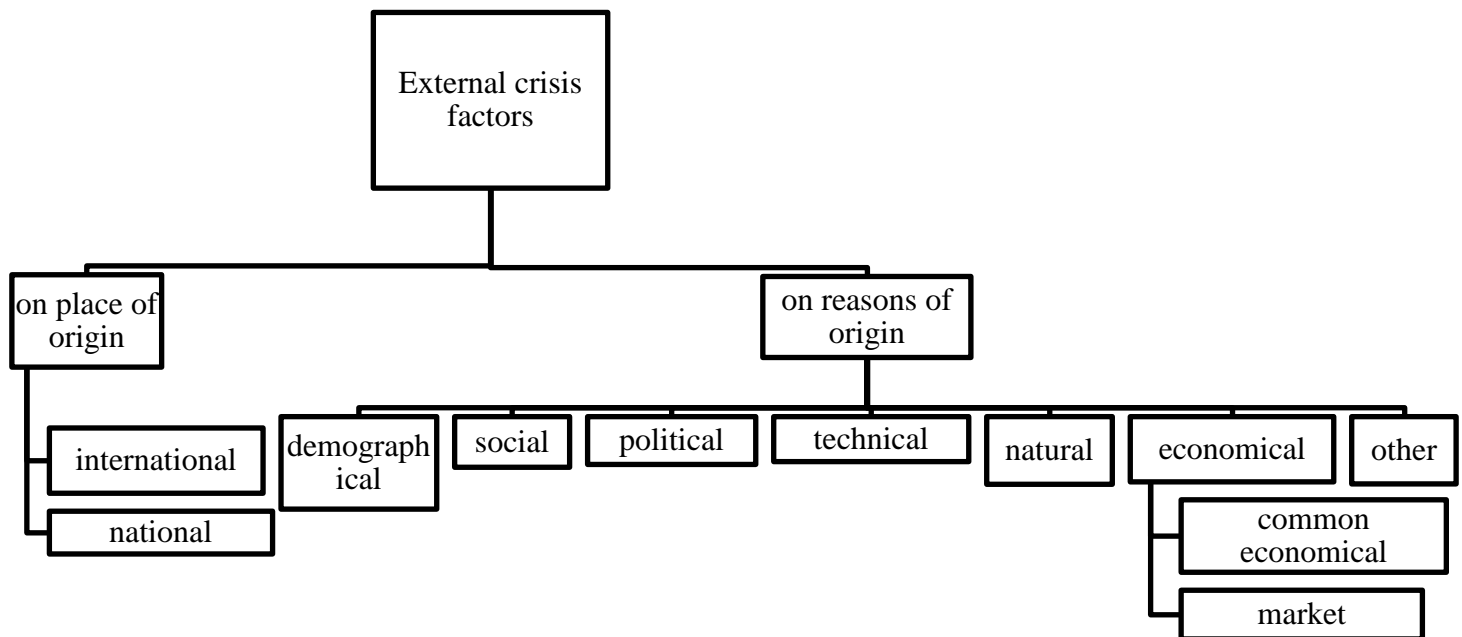 External crisis
factors
on place of
origin
on reasons of
origin
international
national
demograph
ical
social
political
technical
natural
economical
other
common
economical
market